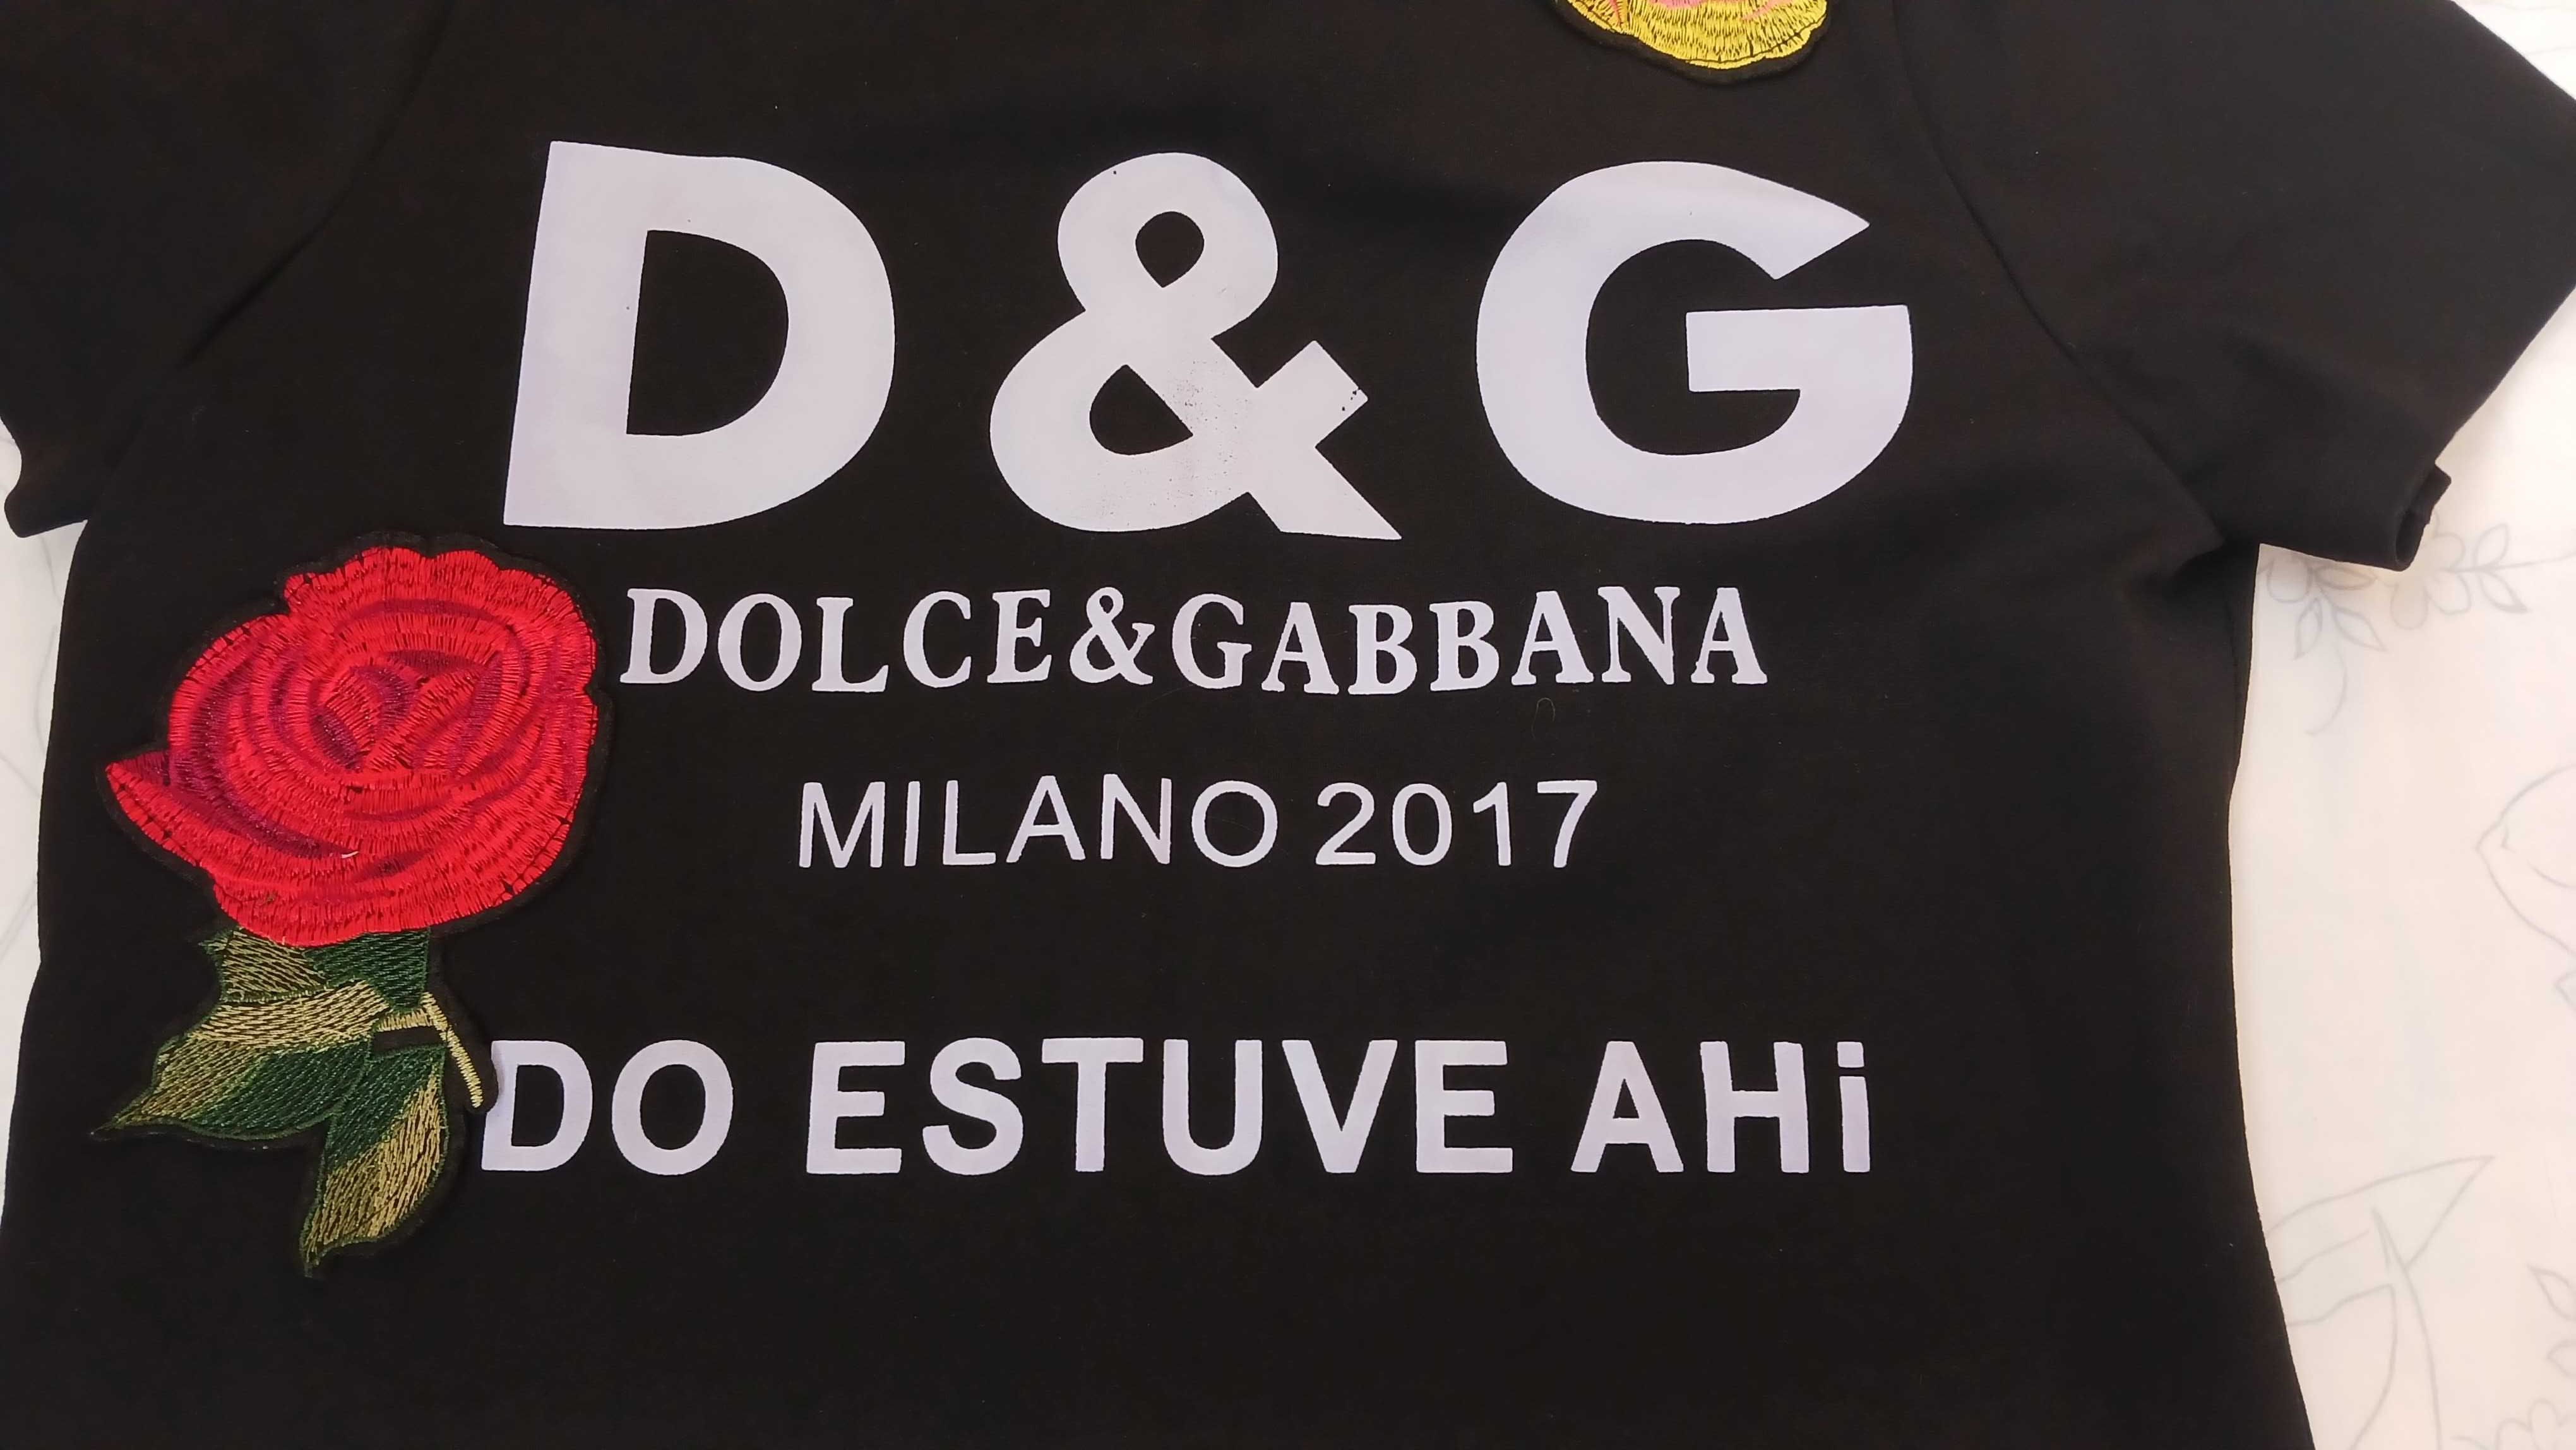 D & G
DOLCE&GABBANA
MILANO 2017
DO ESTUVE AHi